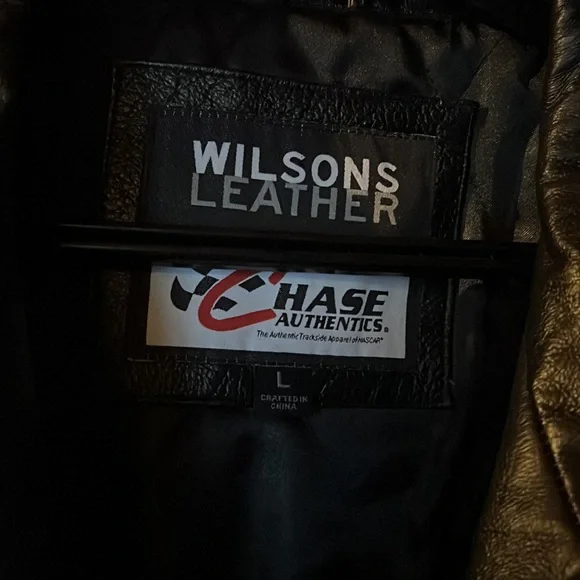 WILSONS
LEATHER
CHASE
AUTHENTICS®
The Authentic Trackside Apparel of NASCAR®
L
CRAFTED IN
CHINA